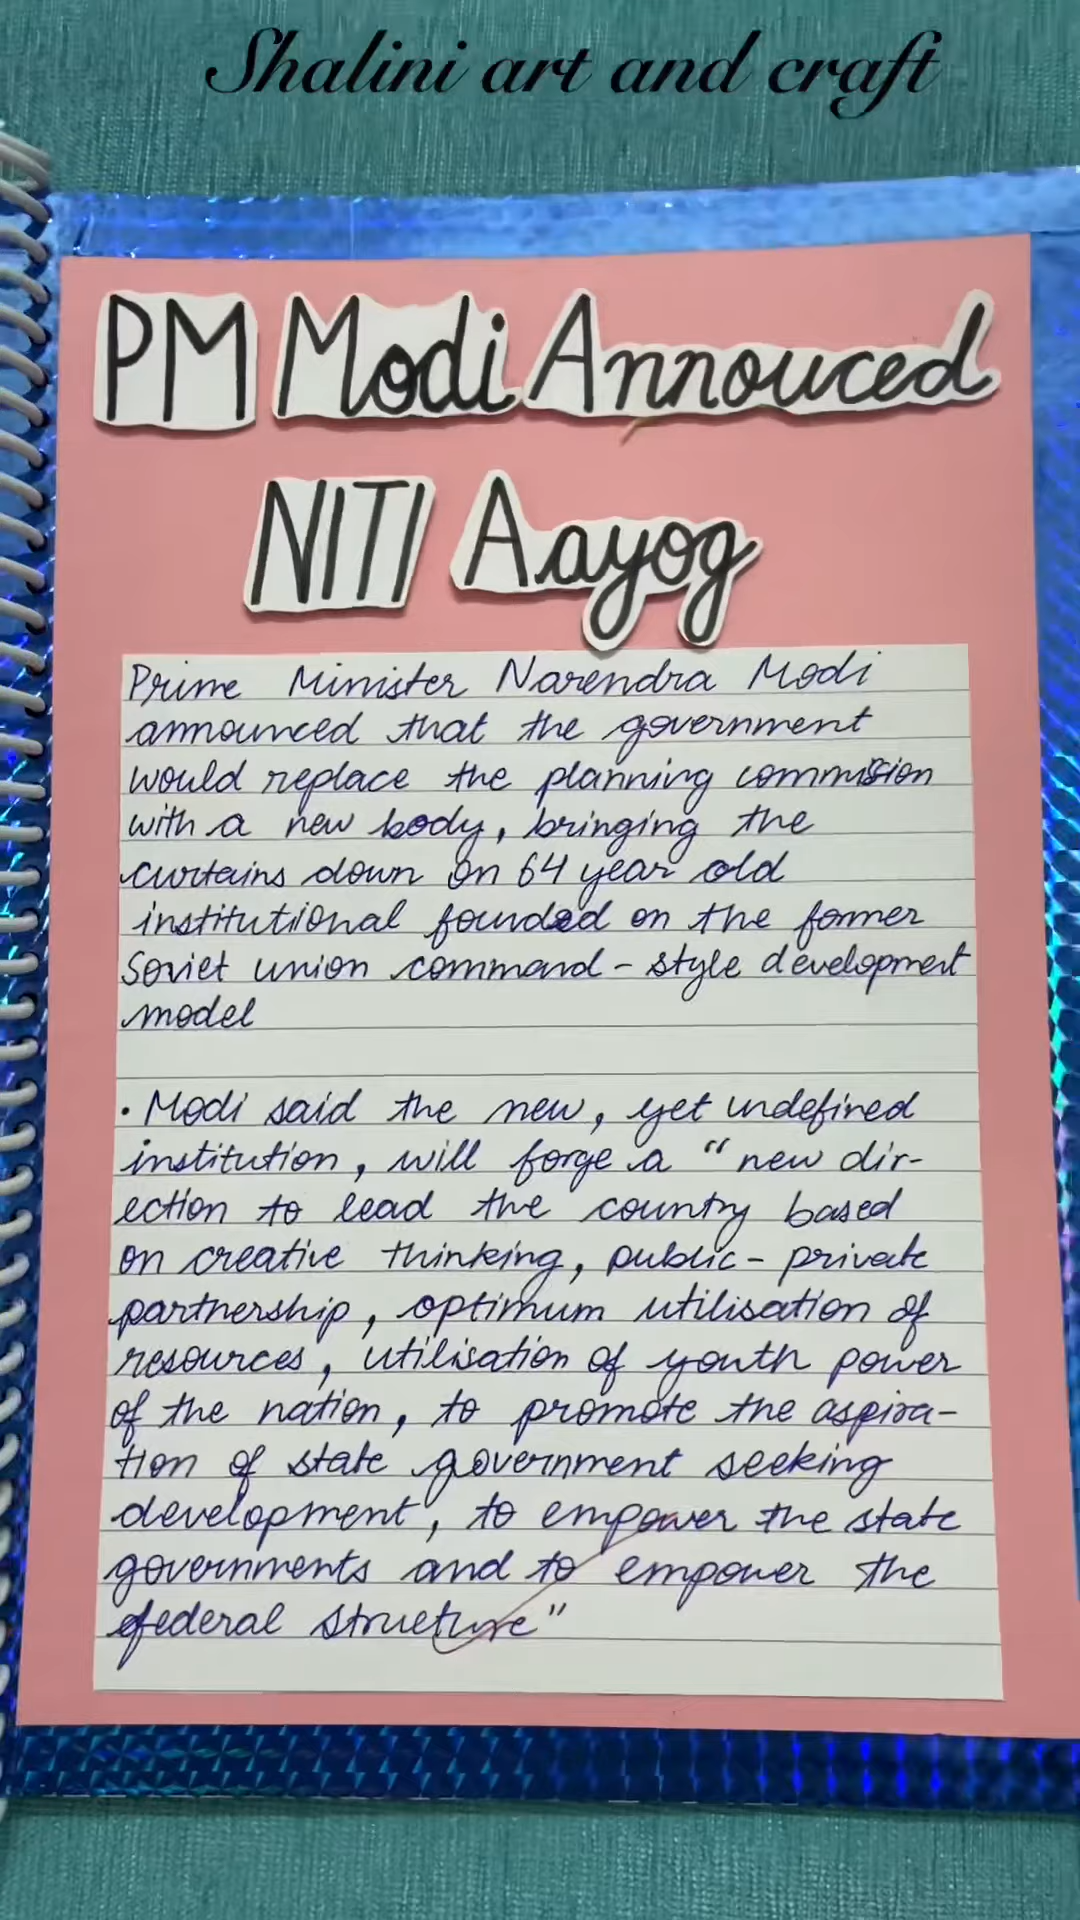 Shalini art and craft
PM Modi Annouced
NITI Aayog
Prime Minister Narendra Modi
announced that the government
would replace the planning commission
with a new body, bringing the
curtains down on 64 year old
institutional founded on the former
Soviet union command - style development
model
• Modi said the new, yet undefined
institution, will forge a “ new dir-
ection to lead the country based
on creative thinking, public - private
partnership, optimum utilisation of
resources, utilisation of youth power
of the nation, to promote the aspira-
tion of state government seeking
development, to empower the state
governments and to empower the
federal structure"